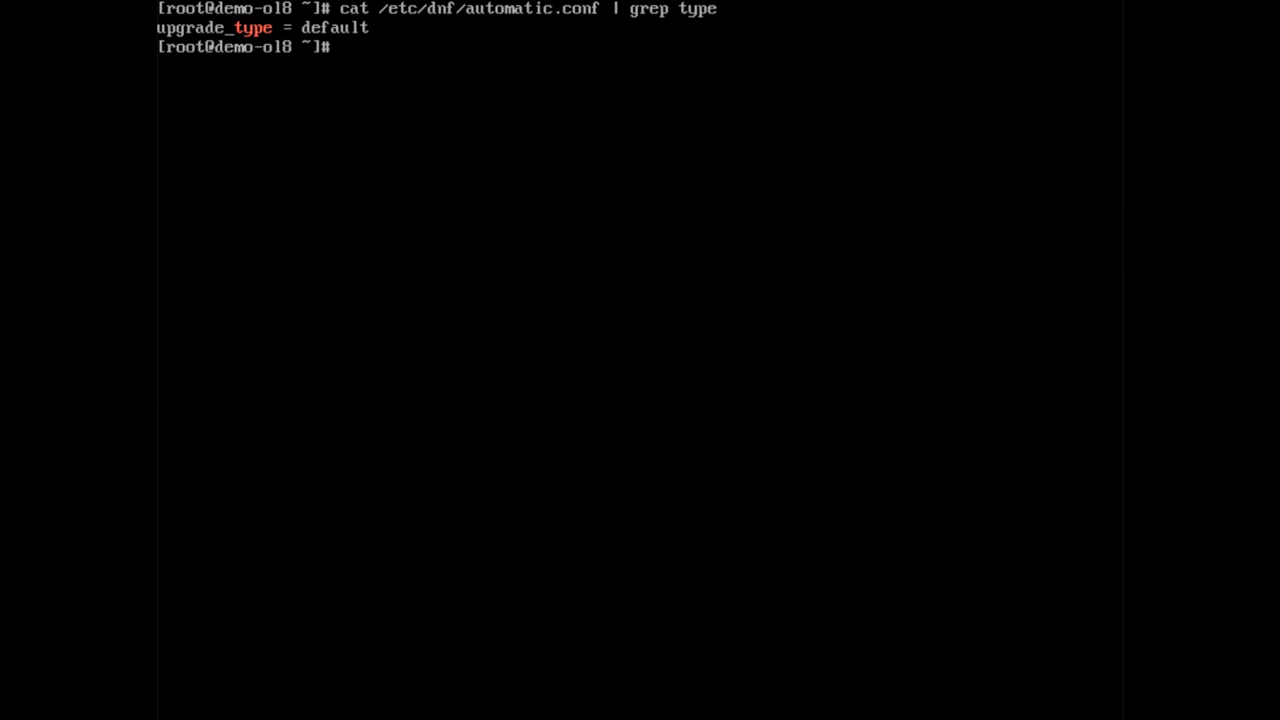 [root@demo-ol8 ~]# cat /etc/dnf/automatic.conf | grep type
upgrade_type = default
[root@demo-ol8 ~]#